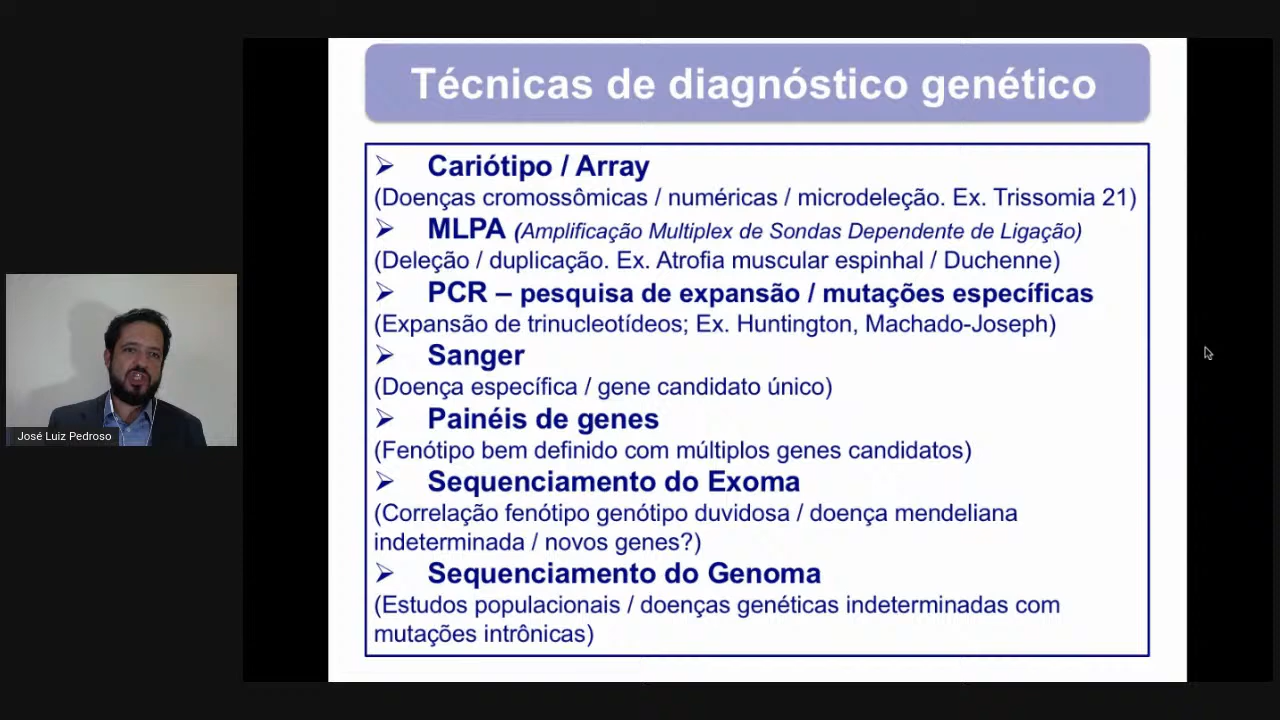 Técnicas de diagnóstico genético
➢ Cariótipo / Array
(Doenças cromossômicas / numéricas / microdeleção. Ex. Trissomia 21)
➢ MLPA (Amplificação Multiplex de Sondas Dependente de Ligação)
(Deleção / duplicação. Ex. Atrofia muscular espinhal / Duchenne)
➢ PCR – pesquisa de expansão / mutações específicas
(Expansão de trinucleotídeos; Ex. Huntington, Machado-Joseph)
➢ Sanger
(Doença específica / gene candidato único)
➢ Painéis de genes
(Fenótipo bem definido com múltiplos genes candidatos)
➢ Sequenciamento do Exoma
(Correlação fenótipo genótipo duvidosa / doença mendeliana
indeterminada / novos genes?)
➢ Sequenciamento do Genoma
(Estudos populacionais / doenças genéticas indeterminadas com
mutações intrônicas)
José Luiz Pedroso